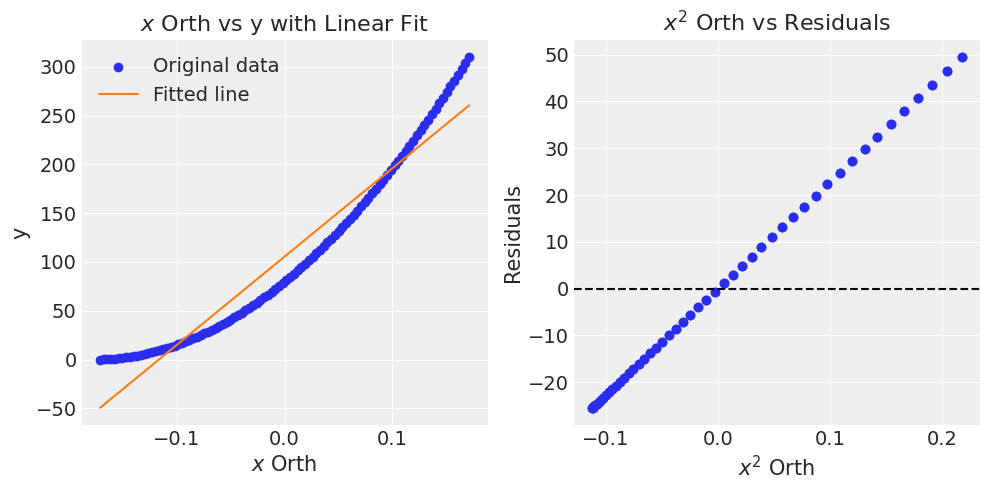 x Orth vs y with Linear Fit
Original data
Fitted line
300
250
200
150
100
50
0
−50
y
−0.1
0.0
0.1
x Orth
x² Orth vs Residuals
50
40
30
20
10
0
−10
−20
Residuals
−0.1
0.0
0.1
0.2
x² Orth